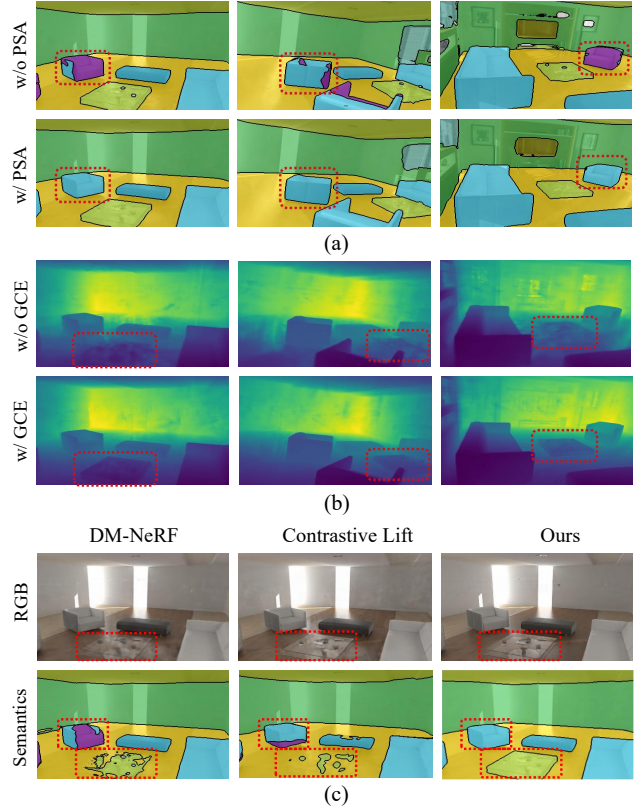 w/o PSA
w/ PSA
(a)
w/o GCE
w/ GCE
(b)
DM-NeRF Contrastive Lift Ours
RGB
Semantics
(c)